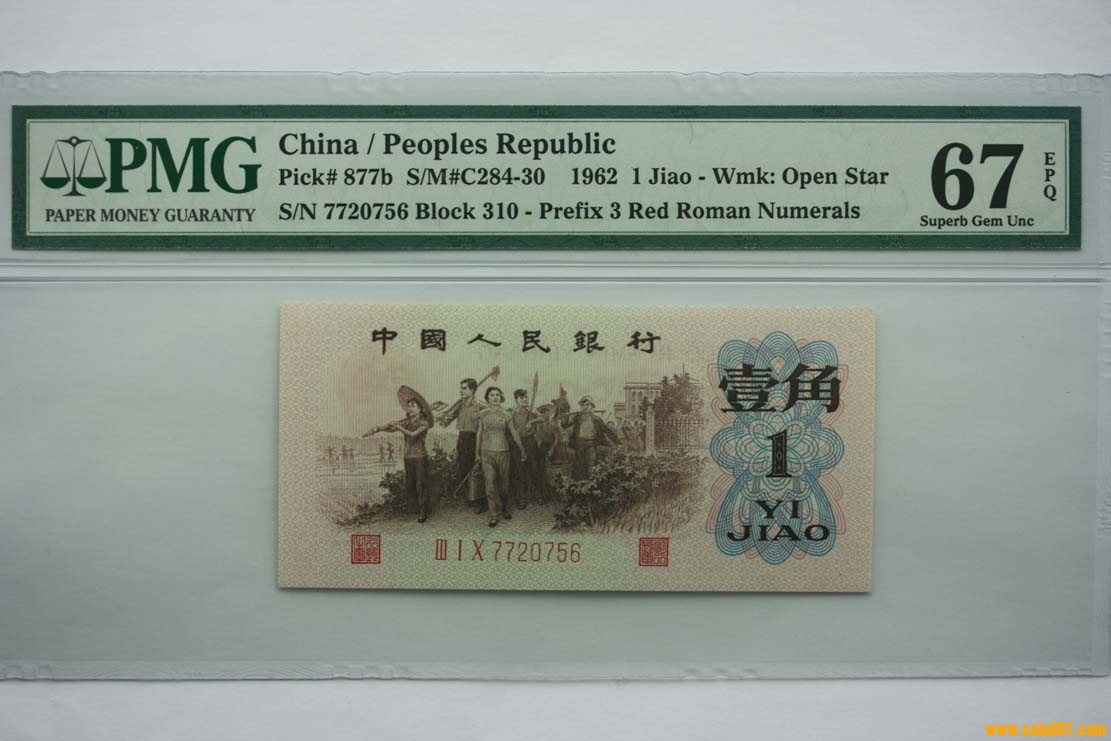 PMG
PAPER MONEY GUARANTY
China / Peoples Republic
Pick# 877b S/M#C284-30 1962 1 Jiao - Wmk: Open Star
S/N 7720756 Block 310 - Prefix 3 Red Roman Numerals
67
EPQ
Superb Gem Unc
中國人民銀行
壹角
1
YI
JIAO
Ⅲ Ⅰ Ⅹ 7720756
www.coin001.com